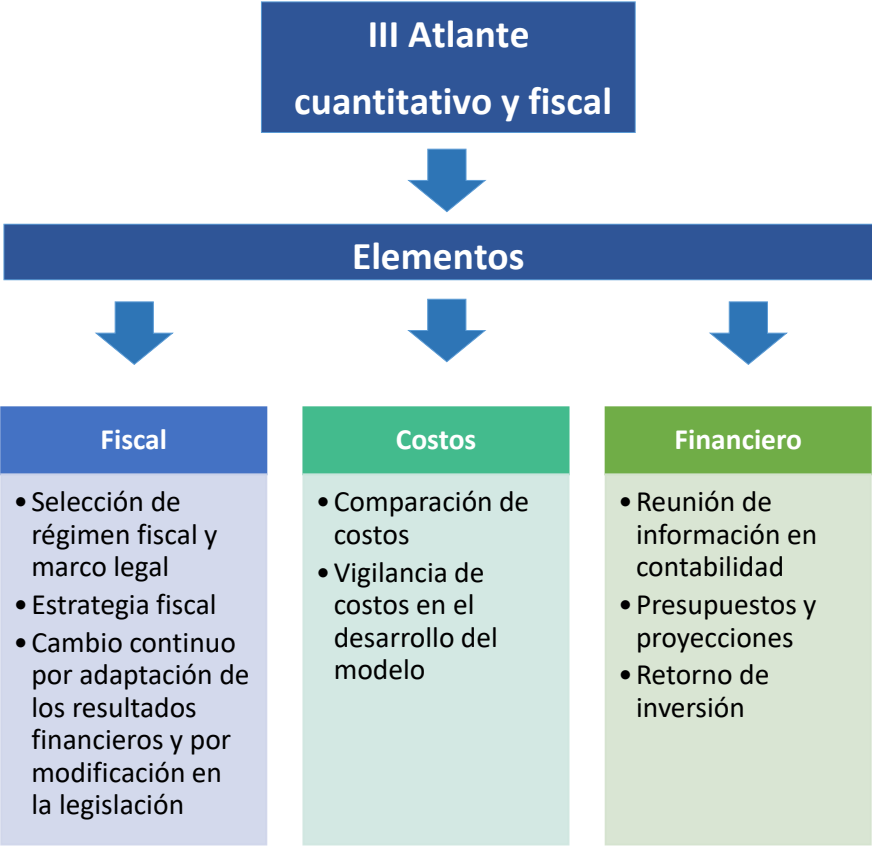 III Atlante
cuantitativo y fiscal
Elementos
Fiscal
• Selección de
régimen fiscal y
marco legal
• Estrategia fiscal
• Cambio continuo
por adaptación de
los resultados
financieros y por
modificación en
la legislación
Costos
• Comparación de
costos
• Vigilancia de
costos en el
desarrollo del
modelo
Financiero
• Reunión de
información en
contabilidad
• Presupuestos y
proyecciones
• Retorno de
inversión